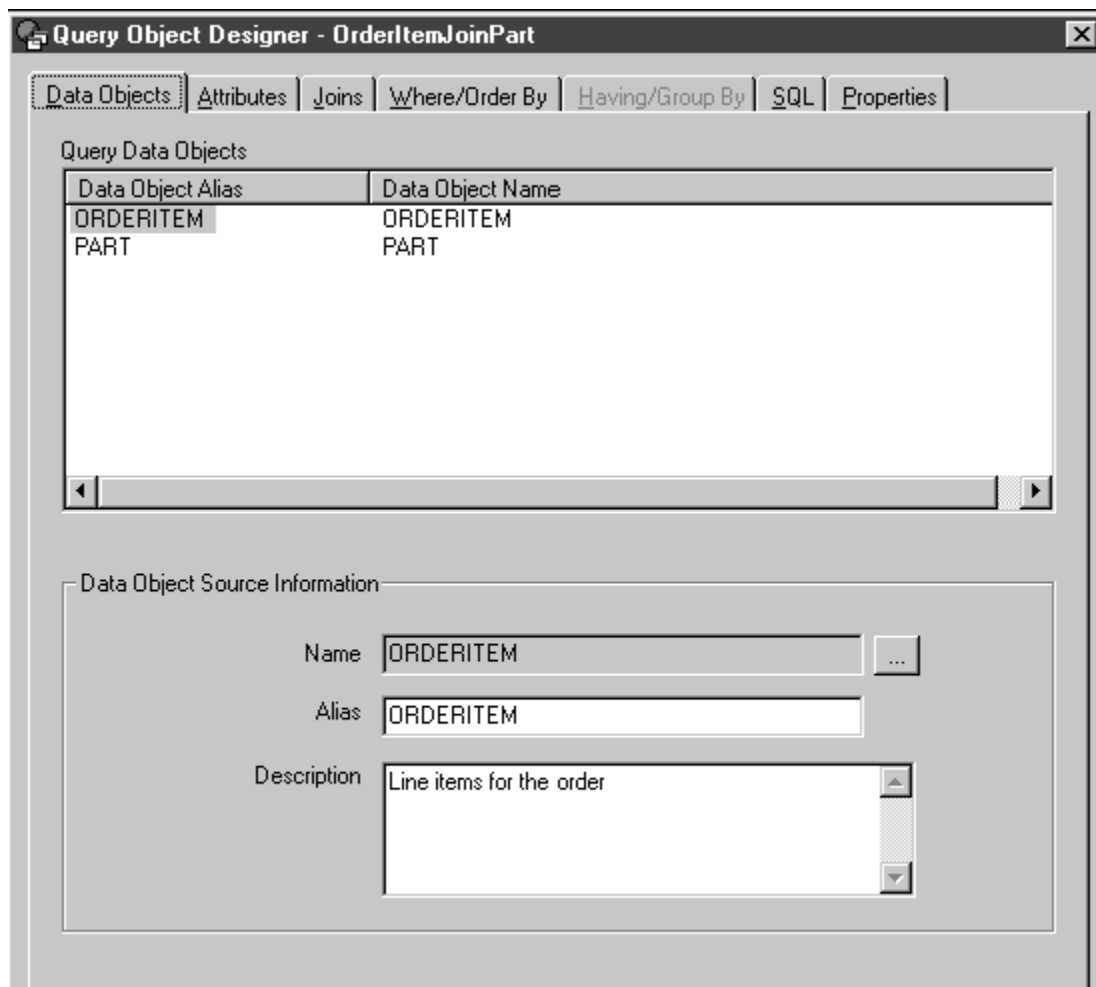 Query Object Designer - OrderItemJoinPart
Data Objects Attributes Joins Where/Order By Having/Group By SQL Properties
Query Data Objects
Data Object Alias Data Object Name
ORDERITEM ORDERITEM
PART PART
Data Object Source Information
Name ORDERITEM ...
Alias ORDERITEM
Description Line items for the order